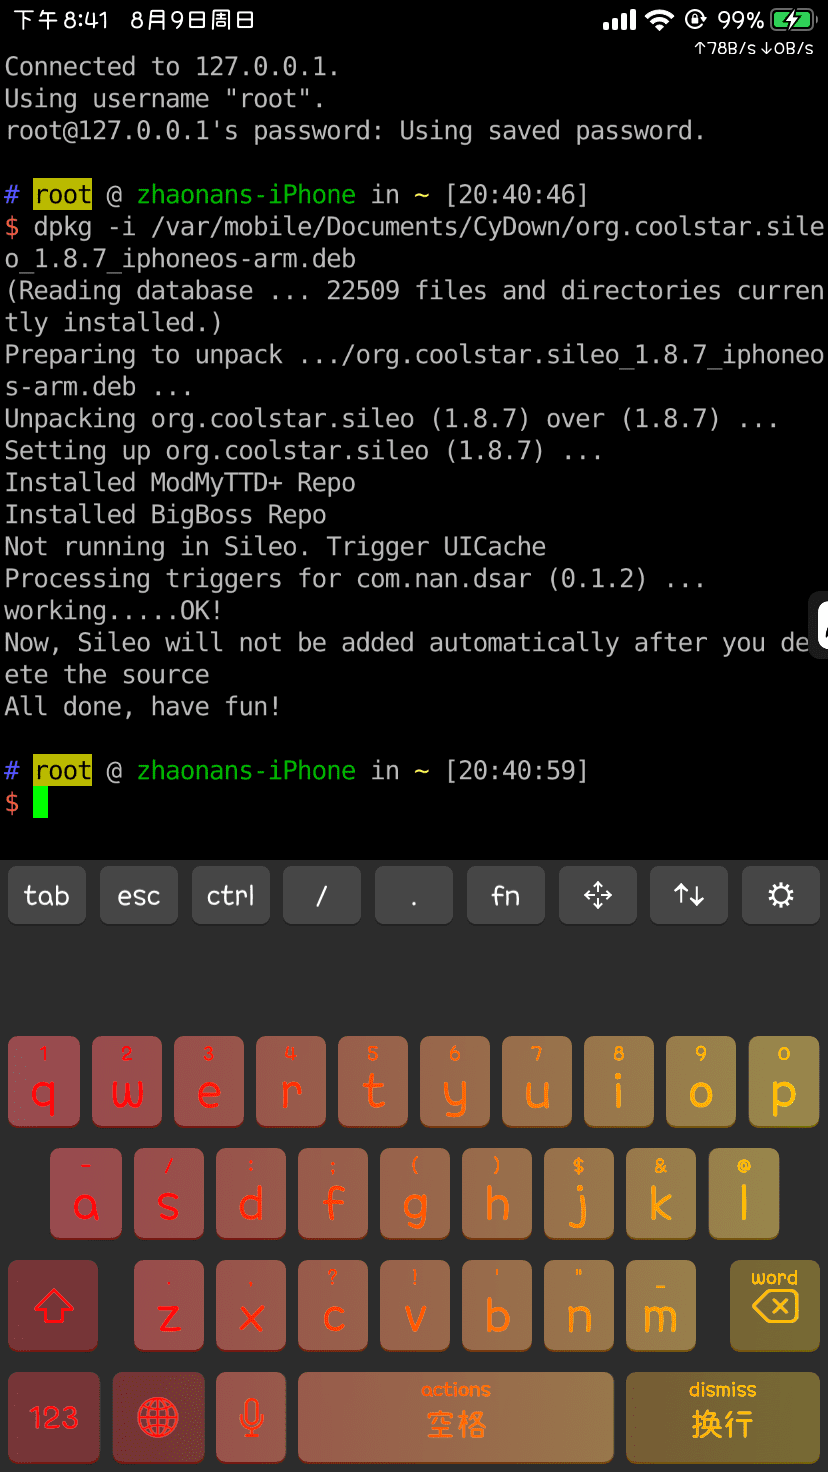 下午8:41 8月9日周日 99%
↑78B/s ↓0B/s
Connected to 127.0.0.1.
Using username "root".
root@127.0.0.1's password: Using saved password.
# root @ zhaonans-iPhone in ~ [20:40:46]
$ dpkg -i /var/mobile/Documents/CyDown/org.coolstar.sile
o_1.8.7_iphoneos-arm.deb
(Reading database ... 22509 files and directories curren
tly installed.)
Preparing to unpack .../org.coolstar.sileo_1.8.7_iphoneo
s-arm.deb ...
Unpacking org.coolstar.sileo (1.8.7) over (1.8.7) ...
Setting up org.coolstar.sileo (1.8.7) ...
Installed ModMyTTD+ Repo
Installed BigBoss Repo
Not running in Sileo. Trigger UICache
Processing triggers for com.nan.dsar (0.1.2) ...
working.....OK!
Now, Sileo will not be added automatically after you de
ete the source
All done, have fun!
# root @ zhaonans-iPhone in ~ [20:40:59]
$
tab esc ctrl / . fn ↑↓
1 2 3 4 5 6 7 8 9 0
q w e r t y u i o p
- / : ; ( ) $ & @
a s d f g h j k l
. , ? ! ' " _ word
z x c v b n m
actions dismiss
123 空格 换行